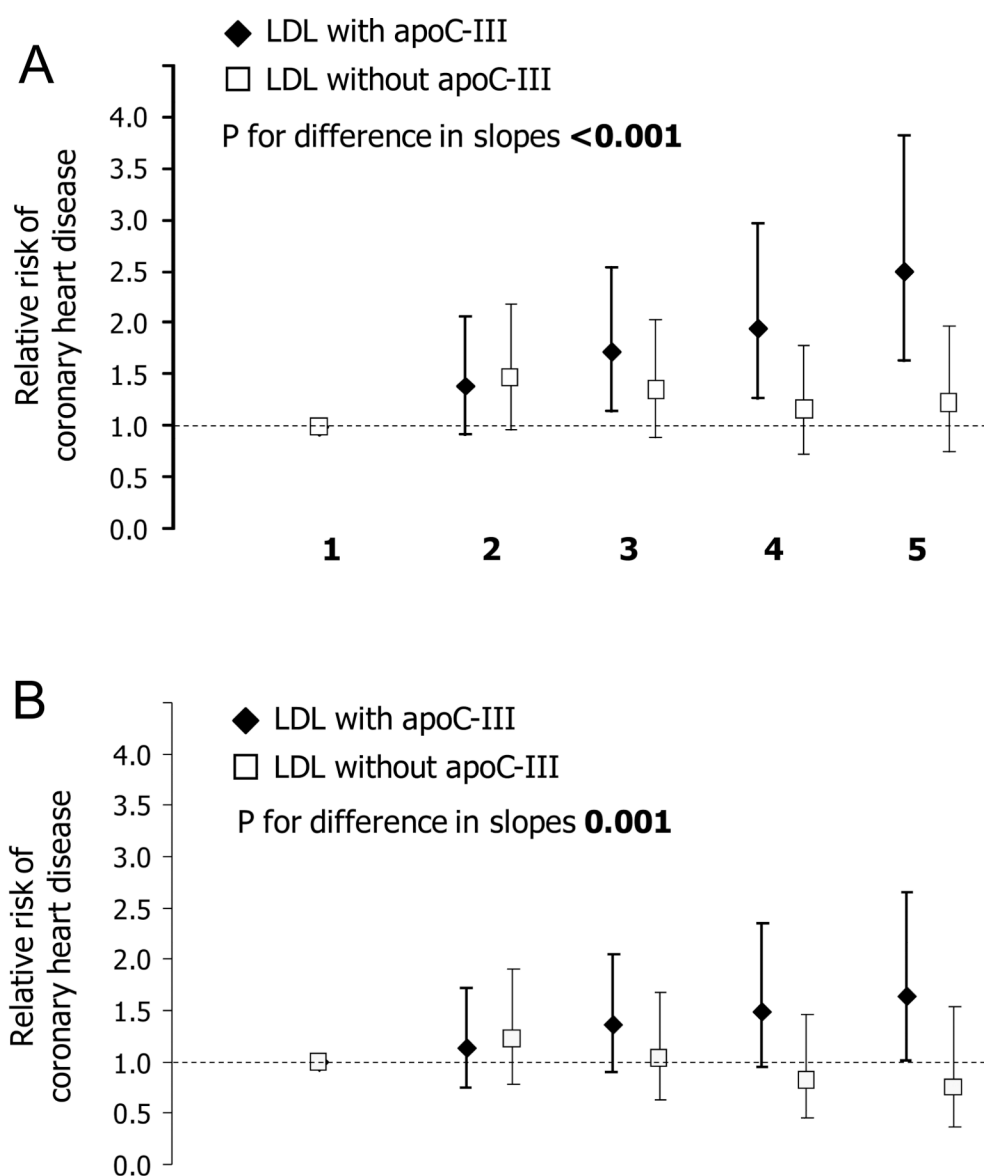 A
LDL with apoC-III
LDL without apoC-III
P for difference in slopes <0.001
Relative risk of
coronary heart disease
4.0
3.5
3.0
2.5
2.0
1.5
1.0
0.5
0.0
1 2 3 4 5
B
LDL with apoC-III
LDL without apoC-III
P for difference in slopes 0.001
Relative risk of
coronary heart disease
4.0
3.5
3.0
2.5
2.0
1.5
1.0
0.5
0.0